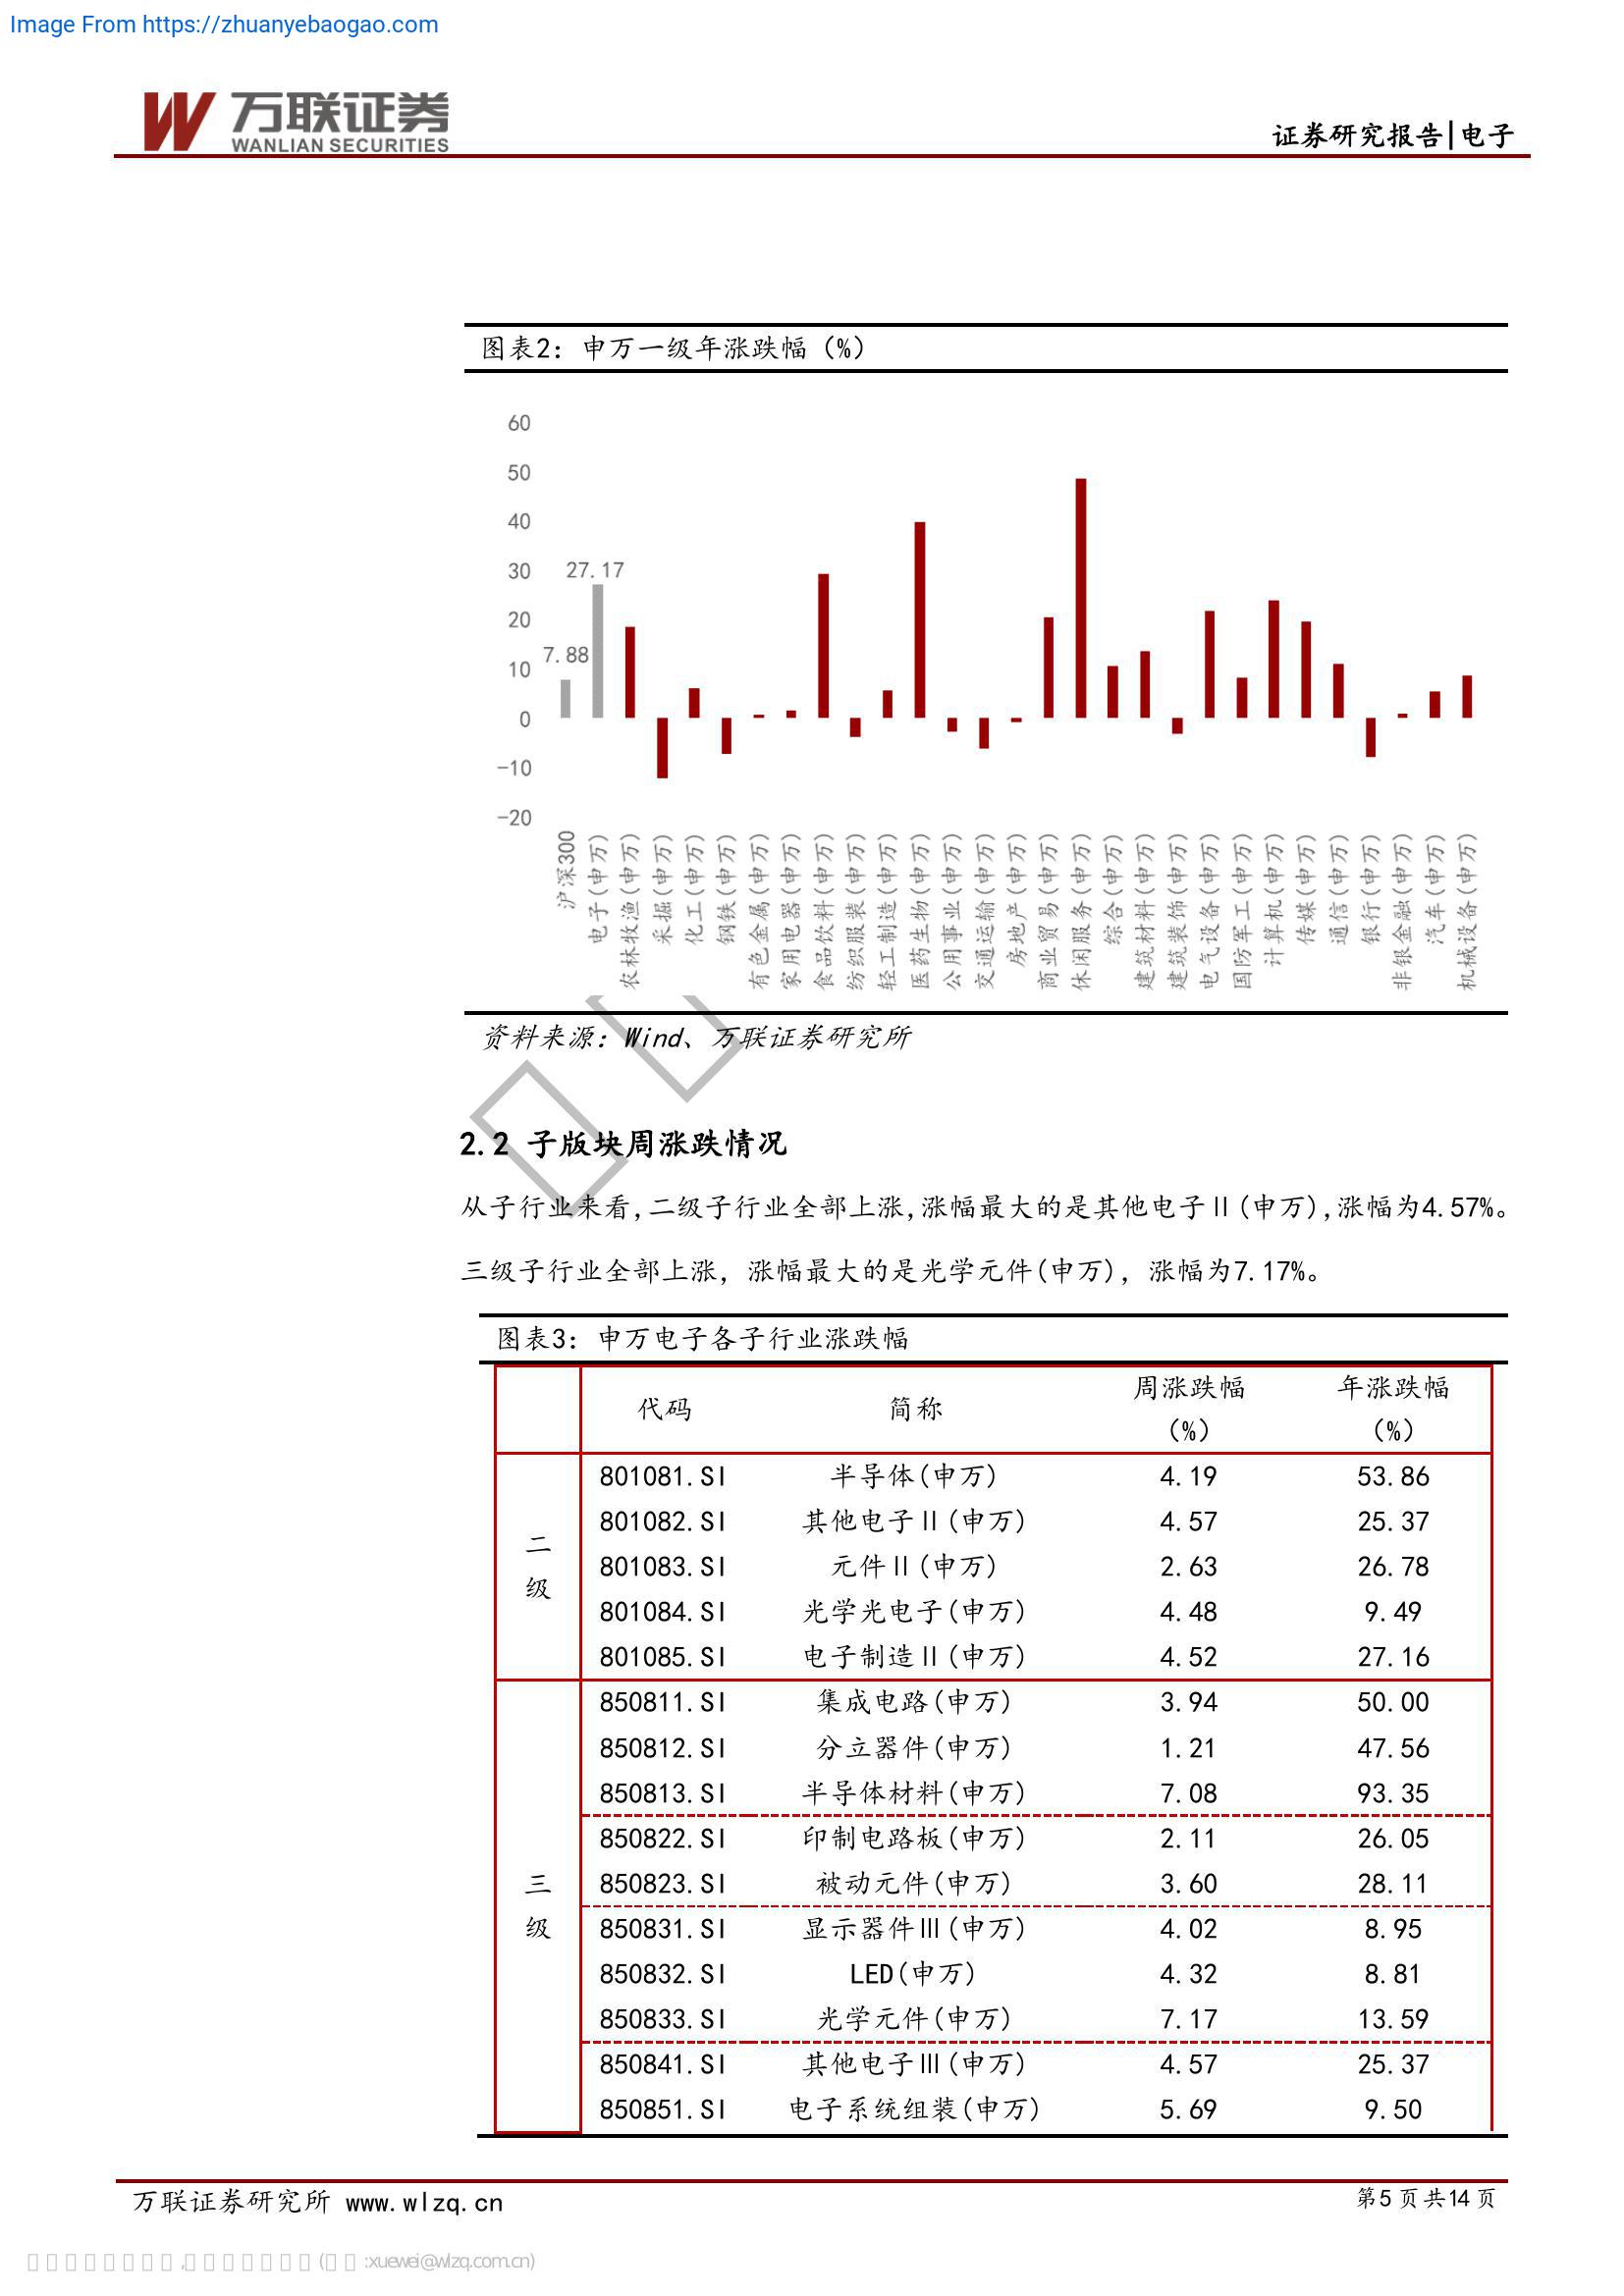 Image From https://zhuanyebaogao.com
万联证券
WANLIAN SECURITIES
证券研究报告|电子
图表2：申万一级年涨跌幅（%）
60
50
40
30
20
10
0
-10
-20
27.17
7.88
沪深300
电子(申万)
农林牧渔(申万)
采掘(申万)
化工(申万)
钢铁(申万)
有色金属(申万)
家用电器(申万)
食品饮料(申万)
纺织服装(申万)
轻工制造(申万)
医药生物(申万)
公用事业(申万)
交通运输(申万)
房地产(申万)
商业贸易(申万)
休闲服务(申万)
综合(申万)
建筑材料(申万)
建筑装饰(申万)
电气设备(申万)
国防军工(申万)
计算机(申万)
传媒(申万)
通信(申万)
银行(申万)
非银金融(申万)
汽车(申万)
机械设备(申万)
资料来源：Wind、万联证券研究所
2.2 子版块周涨跌情况
从子行业来看,二级子行业全部上涨,涨幅最大的是其他电子Ⅱ(申万),涨幅为4.57%。
三级子行业全部上涨，涨幅最大的是光学元件(申万)，涨幅为7.17%。
图表3：申万电子各子行业涨跌幅
代码 简称 周涨跌幅（%） 年涨跌幅（%）
二级
801081.SI 半导体(申万) 4.19 53.86
801082.SI 其他电子Ⅱ(申万) 4.57 25.37
801083.SI 元件Ⅱ(申万) 2.63 26.78
801084.SI 光学光电子(申万) 4.48 9.49
801085.SI 电子制造Ⅱ(申万) 4.52 27.16
三级
850811.SI 集成电路(申万) 3.94 50.00
850812.SI 分立器件(申万) 1.21 47.56
850813.SI 半导体材料(申万) 7.08 93.35
850822.SI 印制电路板(申万) 2.11 26.05
850823.SI 被动元件(申万) 3.60 28.11
850831.SI 显示器件Ⅲ(申万) 4.02 8.95
850832.SI LED(申万) 4.32 8.81
850833.SI 光学元件(申万) 7.17 13.59
850841.SI 其他电子Ⅲ(申万) 4.57 25.37
850851.SI 电子系统组装(申万) 5.69 9.50
万联证券研究所 www.wlzq.cn
第5页共14页
:xuewei@wlzq.com.cn)